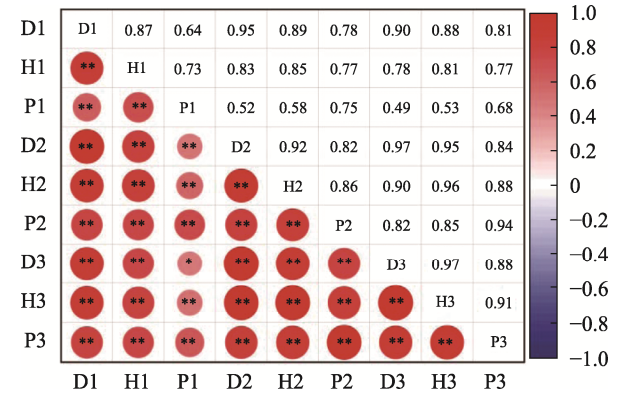 D1 D1 0.87 0.64 0.95 0.89 0.78 0.90 0.88 0.81
H1 ** H1 0.73 0.83 0.85 0.77 0.78 0.81 0.77
P1 ** ** P1 0.52 0.58 0.75 0.49 0.53 0.68
D2 ** ** ** D2 0.92 0.82 0.97 0.95 0.84
H2 ** ** ** ** H2 0.86 0.90 0.96 0.88
P2 ** ** ** ** ** P2 0.82 0.85 0.94
D3 ** ** * ** ** ** D3 0.97 0.88
H3 ** ** ** ** ** ** ** H3 0.91
P3 ** ** ** ** ** ** ** ** P3
D1 H1 P1 D2 H2 P2 D3 H3 P3
1.0
0.8
0.6
0.4
0.2
0
−0.2
−0.4
−0.6
−0.8
−1.0